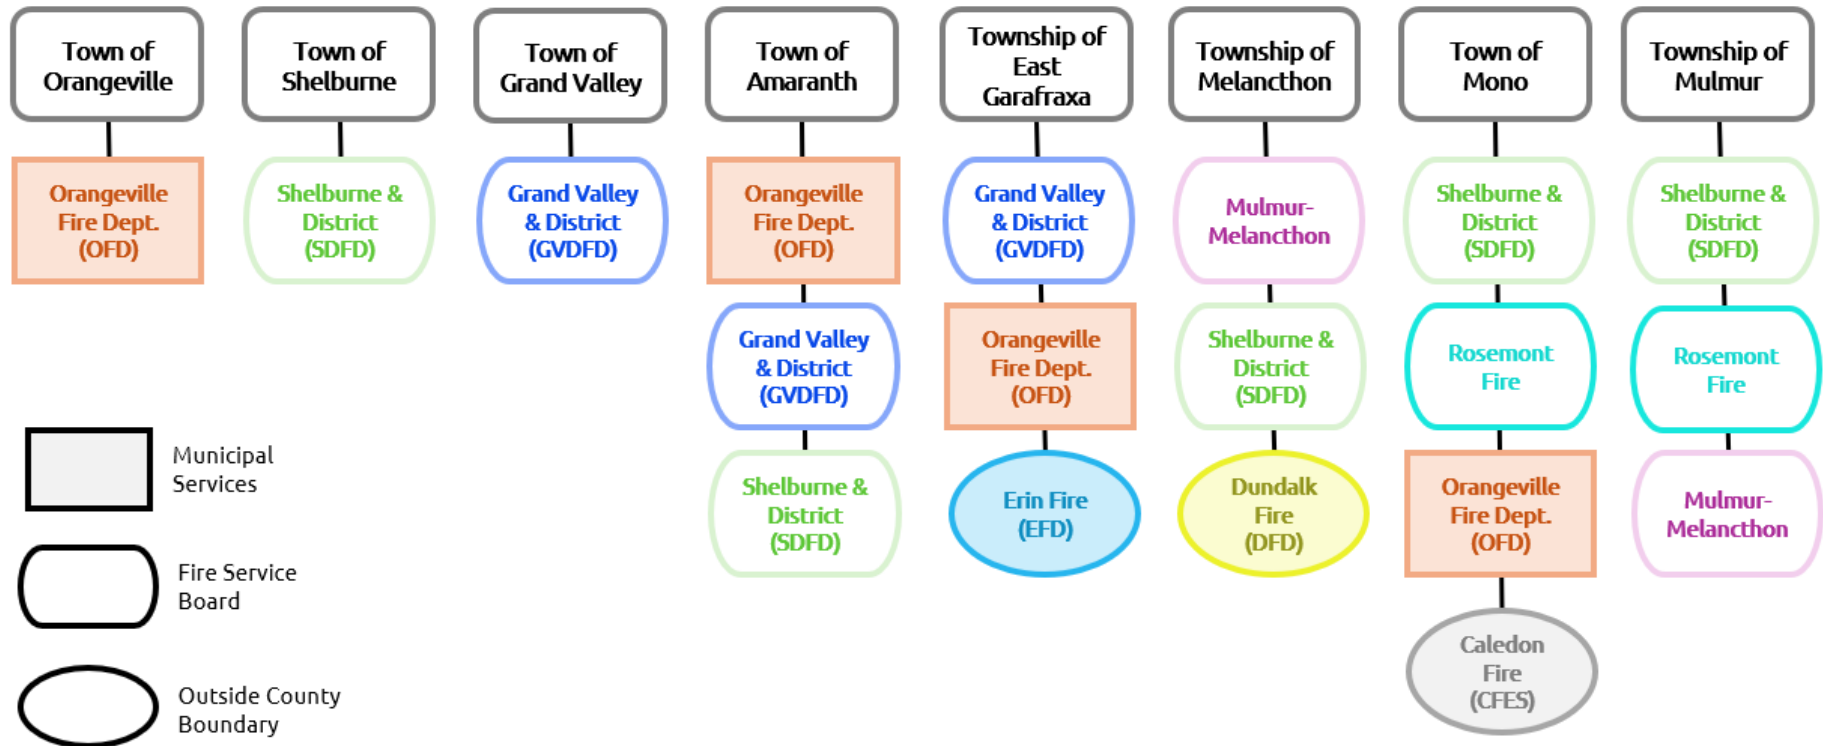 Town of
Orangeville
Town of
Shelburne
Town of
Grand Valley
Town of
Amaranth
Township of
East
Garafraxa
Township of
Melancthon
Town of
Mono
Township of
Mulmur
Orangeville
Fire Dept.
(OFD)
Shelburne &
District
(SDFD)
Grand Valley
& District
(GVDFD)
Orangeville
Fire Dept.
(OFD)
Grand Valley
& District
(GVDFD)
Mulmur-
Melancthon
Shelburne &
District
(SDFD)
Shelburne &
District
(SDFD)
Grand Valley
& District
(GVDFD)
Orangeville
Fire Dept.
(OFD)
Shelburne &
District
(SDFD)
Rosemont
Fire
Rosemont
Fire
Shelburne &
District
(SDFD)
Erin Fire
(EFD)
Dundalk
Fire
(DFD)
Orangeville
Fire Dept.
(OFD)
Mulmur-
Melancthon
Caledon
Fire
(CFES)
Municipal
Services
Fire Service
Board
Outside County
Boundary